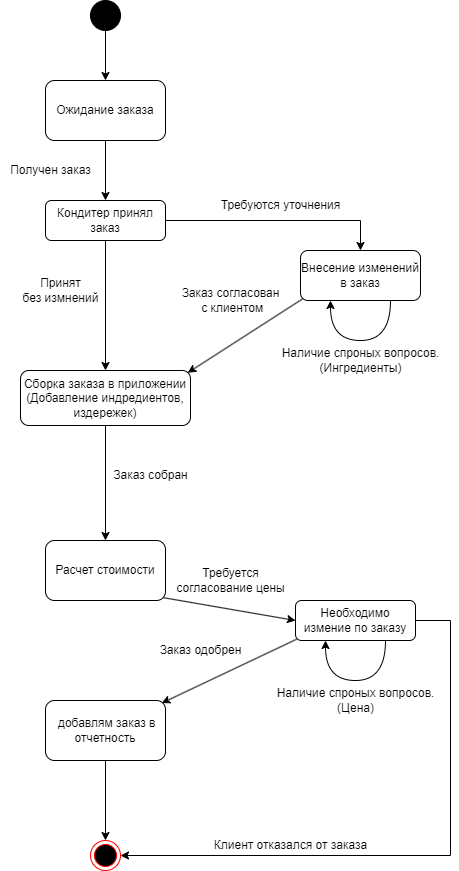 Ожидание заказа
Получен заказ
Кондитер принял
заказ
Требуются уточнения
Внесение изменений
в заказ
Принят
без измнений
Заказ согласован
с клиентом
Наличие спроных вопросов.
(Ингредиенты)
Сборка заказа в приложении
(Добавление индредиентов,
издережек)
Заказ собран
Расчет стоимости
Требуется
согласование цены
Необходимо
измение по заказу
Заказ одобрен
Наличие спроных вопросов.
(Цена)
добавлям заказ в
отчетность
Клиент отказался от заказа